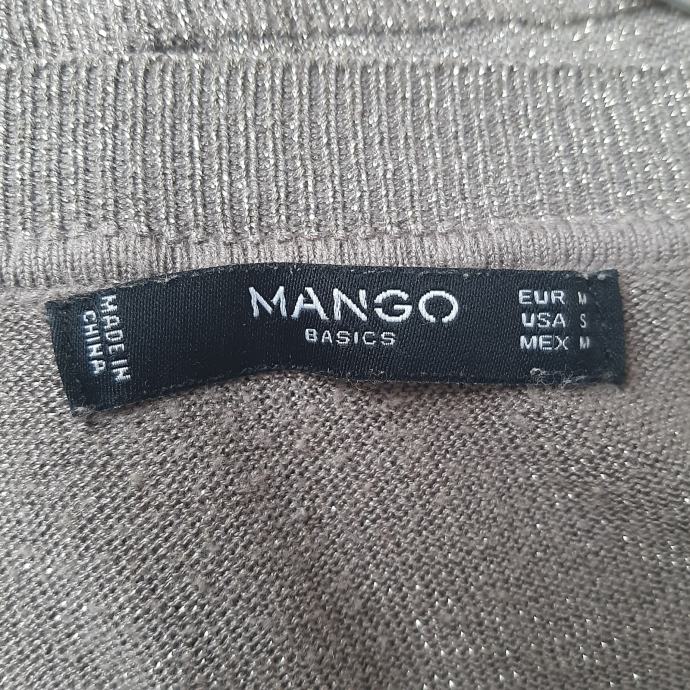 MADE IN
CHINA
MANGO
BASICS
EUR M
USA S
MEX M